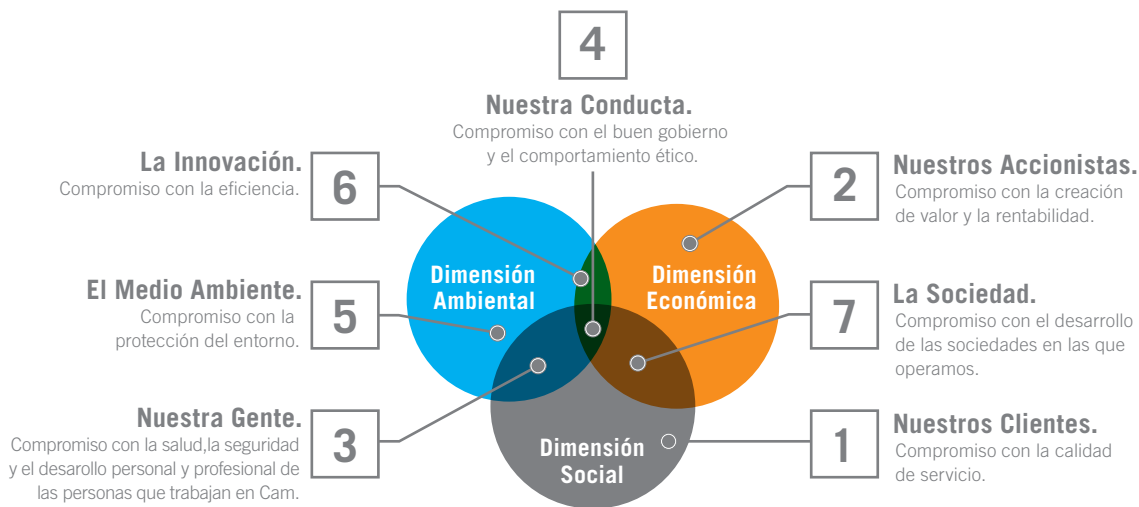 4
Nuestra Conducta.
Compromiso con el buen gobierno
y el comportamiento ético.
La Innovación.
Compromiso con la eficiencia.
6
2
Nuestros Accionistas.
Compromiso con la creación
de valor y la rentabilidad.
Dimensión
Ambiental
Dimensión
Económica
El Medio Ambiente.
Compromiso con la
protección del entorno.
5
7
La Sociedad.
Compromiso con el desarrollo
de las sociedades en las que
operamos.
Nuestra Gente.
Compromiso con la salud,la seguridad
y el desarollo personal y profesional de
las personas que trabajan en Cam.
3
Dimensión
Social
1
Nuestros Clientes.
Compromiso con la calidad
de servicio.